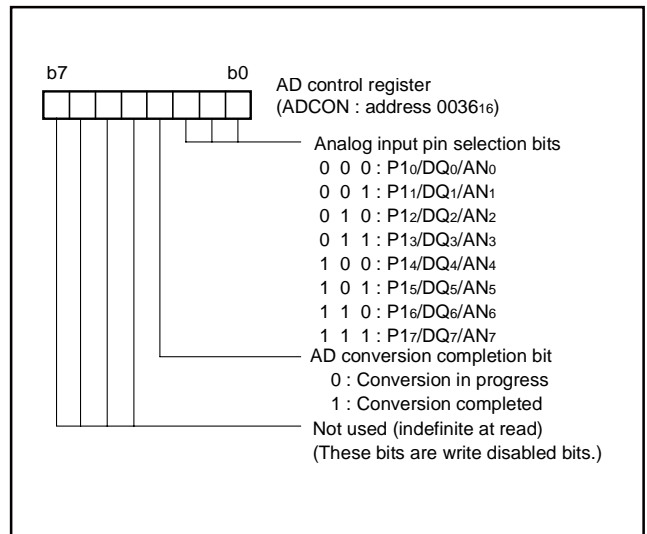 b7 b0
AD control register
(ADCON : address 0036₁₆)
Analog input pin selection bits
0 0 0 : P1₀/DQ₀/AN₀
0 0 1 : P1₁/DQ₁/AN₁
0 1 0 : P1₂/DQ₂/AN₂
0 1 1 : P1₃/DQ₃/AN₃
1 0 0 : P1₄/DQ₄/AN₄
1 0 1 : P1₅/DQ₅/AN₅
1 1 0 : P1₆/DQ₆/AN₆
1 1 1 : P1₇/DQ₇/AN₇
AD conversion completion bit
0 : Conversion in progress
1 : Conversion completed
Not used (indefinite at read)
(These bits are write disabled bits.)